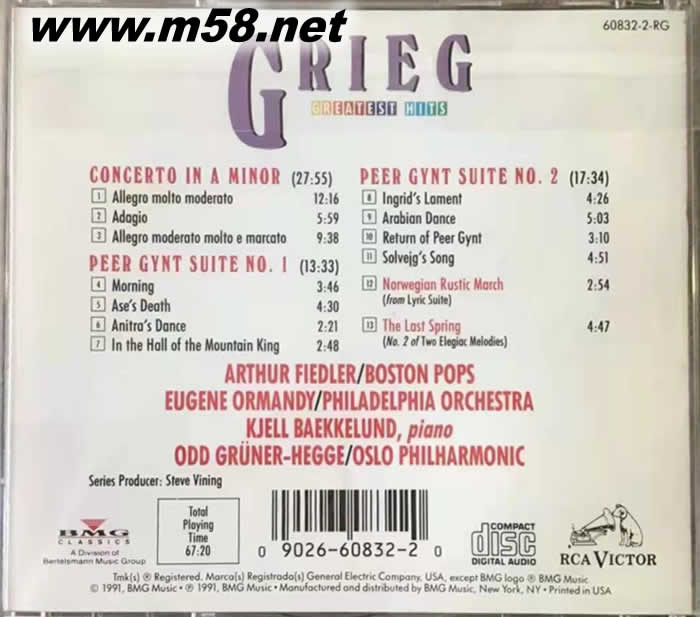 www.m58.net
60832-2-RG
GRIEG
GREATEST HITS
CONCERTO IN A MINOR (27:55)
1 Allegro molto moderato 12:16
2 Adagio 5:59
3 Allegro moderato molto e marcato 9:38
PEER GYNT SUITE NO. 1 (13:33)
4 Morning 3:46
5 Ase's Death 4:30
6 Anitra's Dance 2:21
7 In the Hall of the Mountain King 2:48
PEER GYNT SUITE NO. 2 (17:34)
8 Ingrid's Lament 4:26
9 Arabian Dance 5:03
10 Return of Peer Gynt 3:10
11 Solvejg's Song 4:51
12 Norwegian Rustic March 2:54
(from Lyric Suite)
13 The Last Spring 4:47
(No. 2 of Two Elegiac Melodies)
ARTHUR FIEDLER/BOSTON POPS
EUGENE ORMANDY/PHILADELPHIA ORCHESTRA
KJELL BAEKKELUND, piano
ODD GRÜNER-HEGGE/OSLO PHILHARMONIC
Series Producer: Steve Vining
BMG
CLASSICS
A Division of
Bertelsmann Music Group
Total
Playing
Time
67:20
0 9026-60832-2 0
COMPACT
disc
DIGITAL AUDIO
RCA VICTOR
Tmk(s) ® Registered. Marca(s) Registrada(s) General Electric Company, USA, except BMG logo ® BMG Music
© 1991, BMG Music • ℗ 1991, BMG Music • Manufactured and distributed by BMG Music, New York, NY • Printed in USA